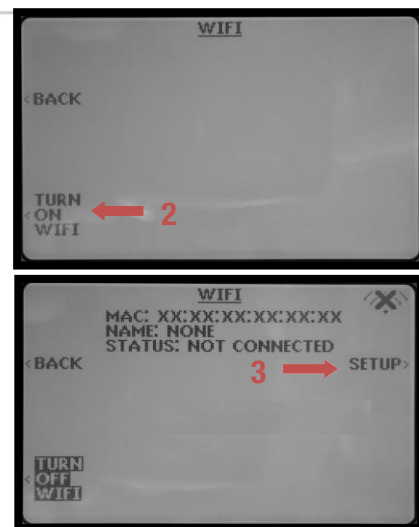 WIFI
<BACK
TURN
<ON
WIFI
2
WIFI
MAC: XX:XX:XX:XX:XX:XX
NAME: NONE
STATUS: NOT CONNECTED
<BACK
3
SETUP>
TURN
<OFF
WIFI